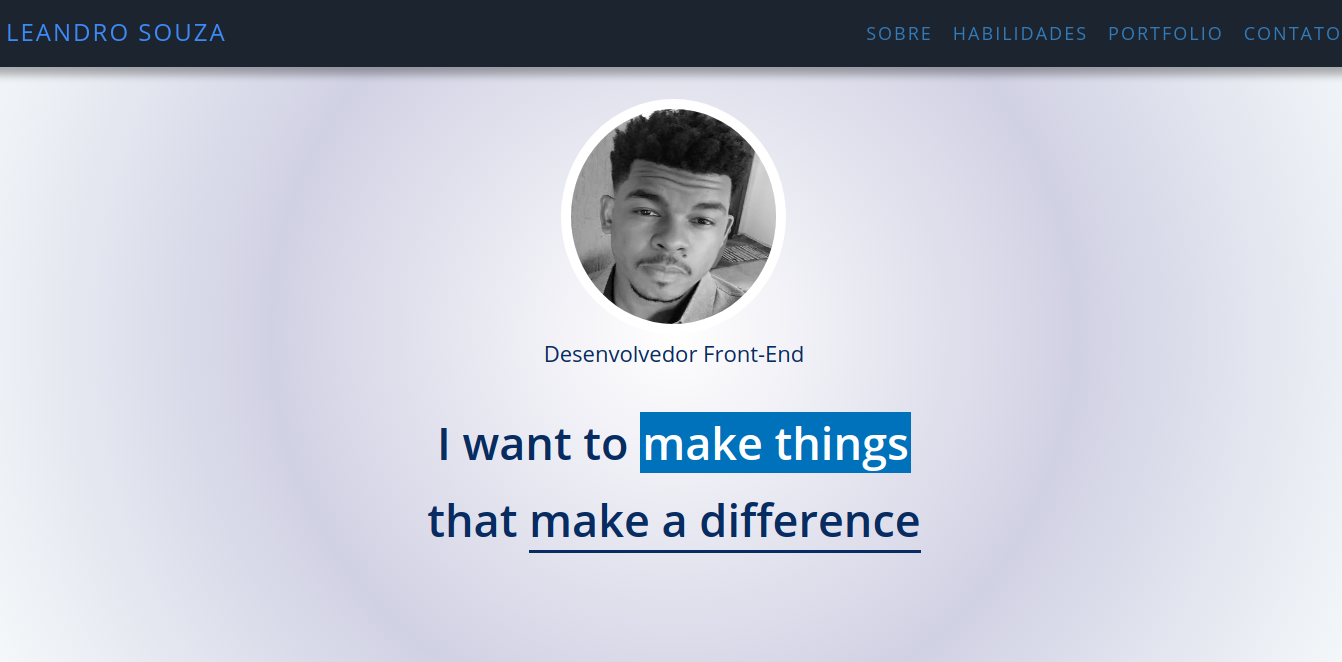 LEANDRO SOUZA SOBRE HABILIDADES PORTFOLIO CONTATO
Desenvolvedor Front-End
I want to make things
that make a difference